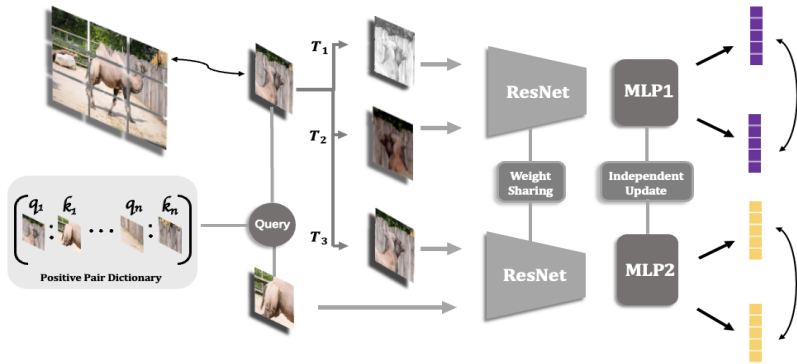 T1
ResNet
MLP1
T2
q1 k1 ... qn kn
( : ... : )
Weight
Sharing
Independent
Update
Query
T3
Positive Pair Dictionary
ResNet
MLP2